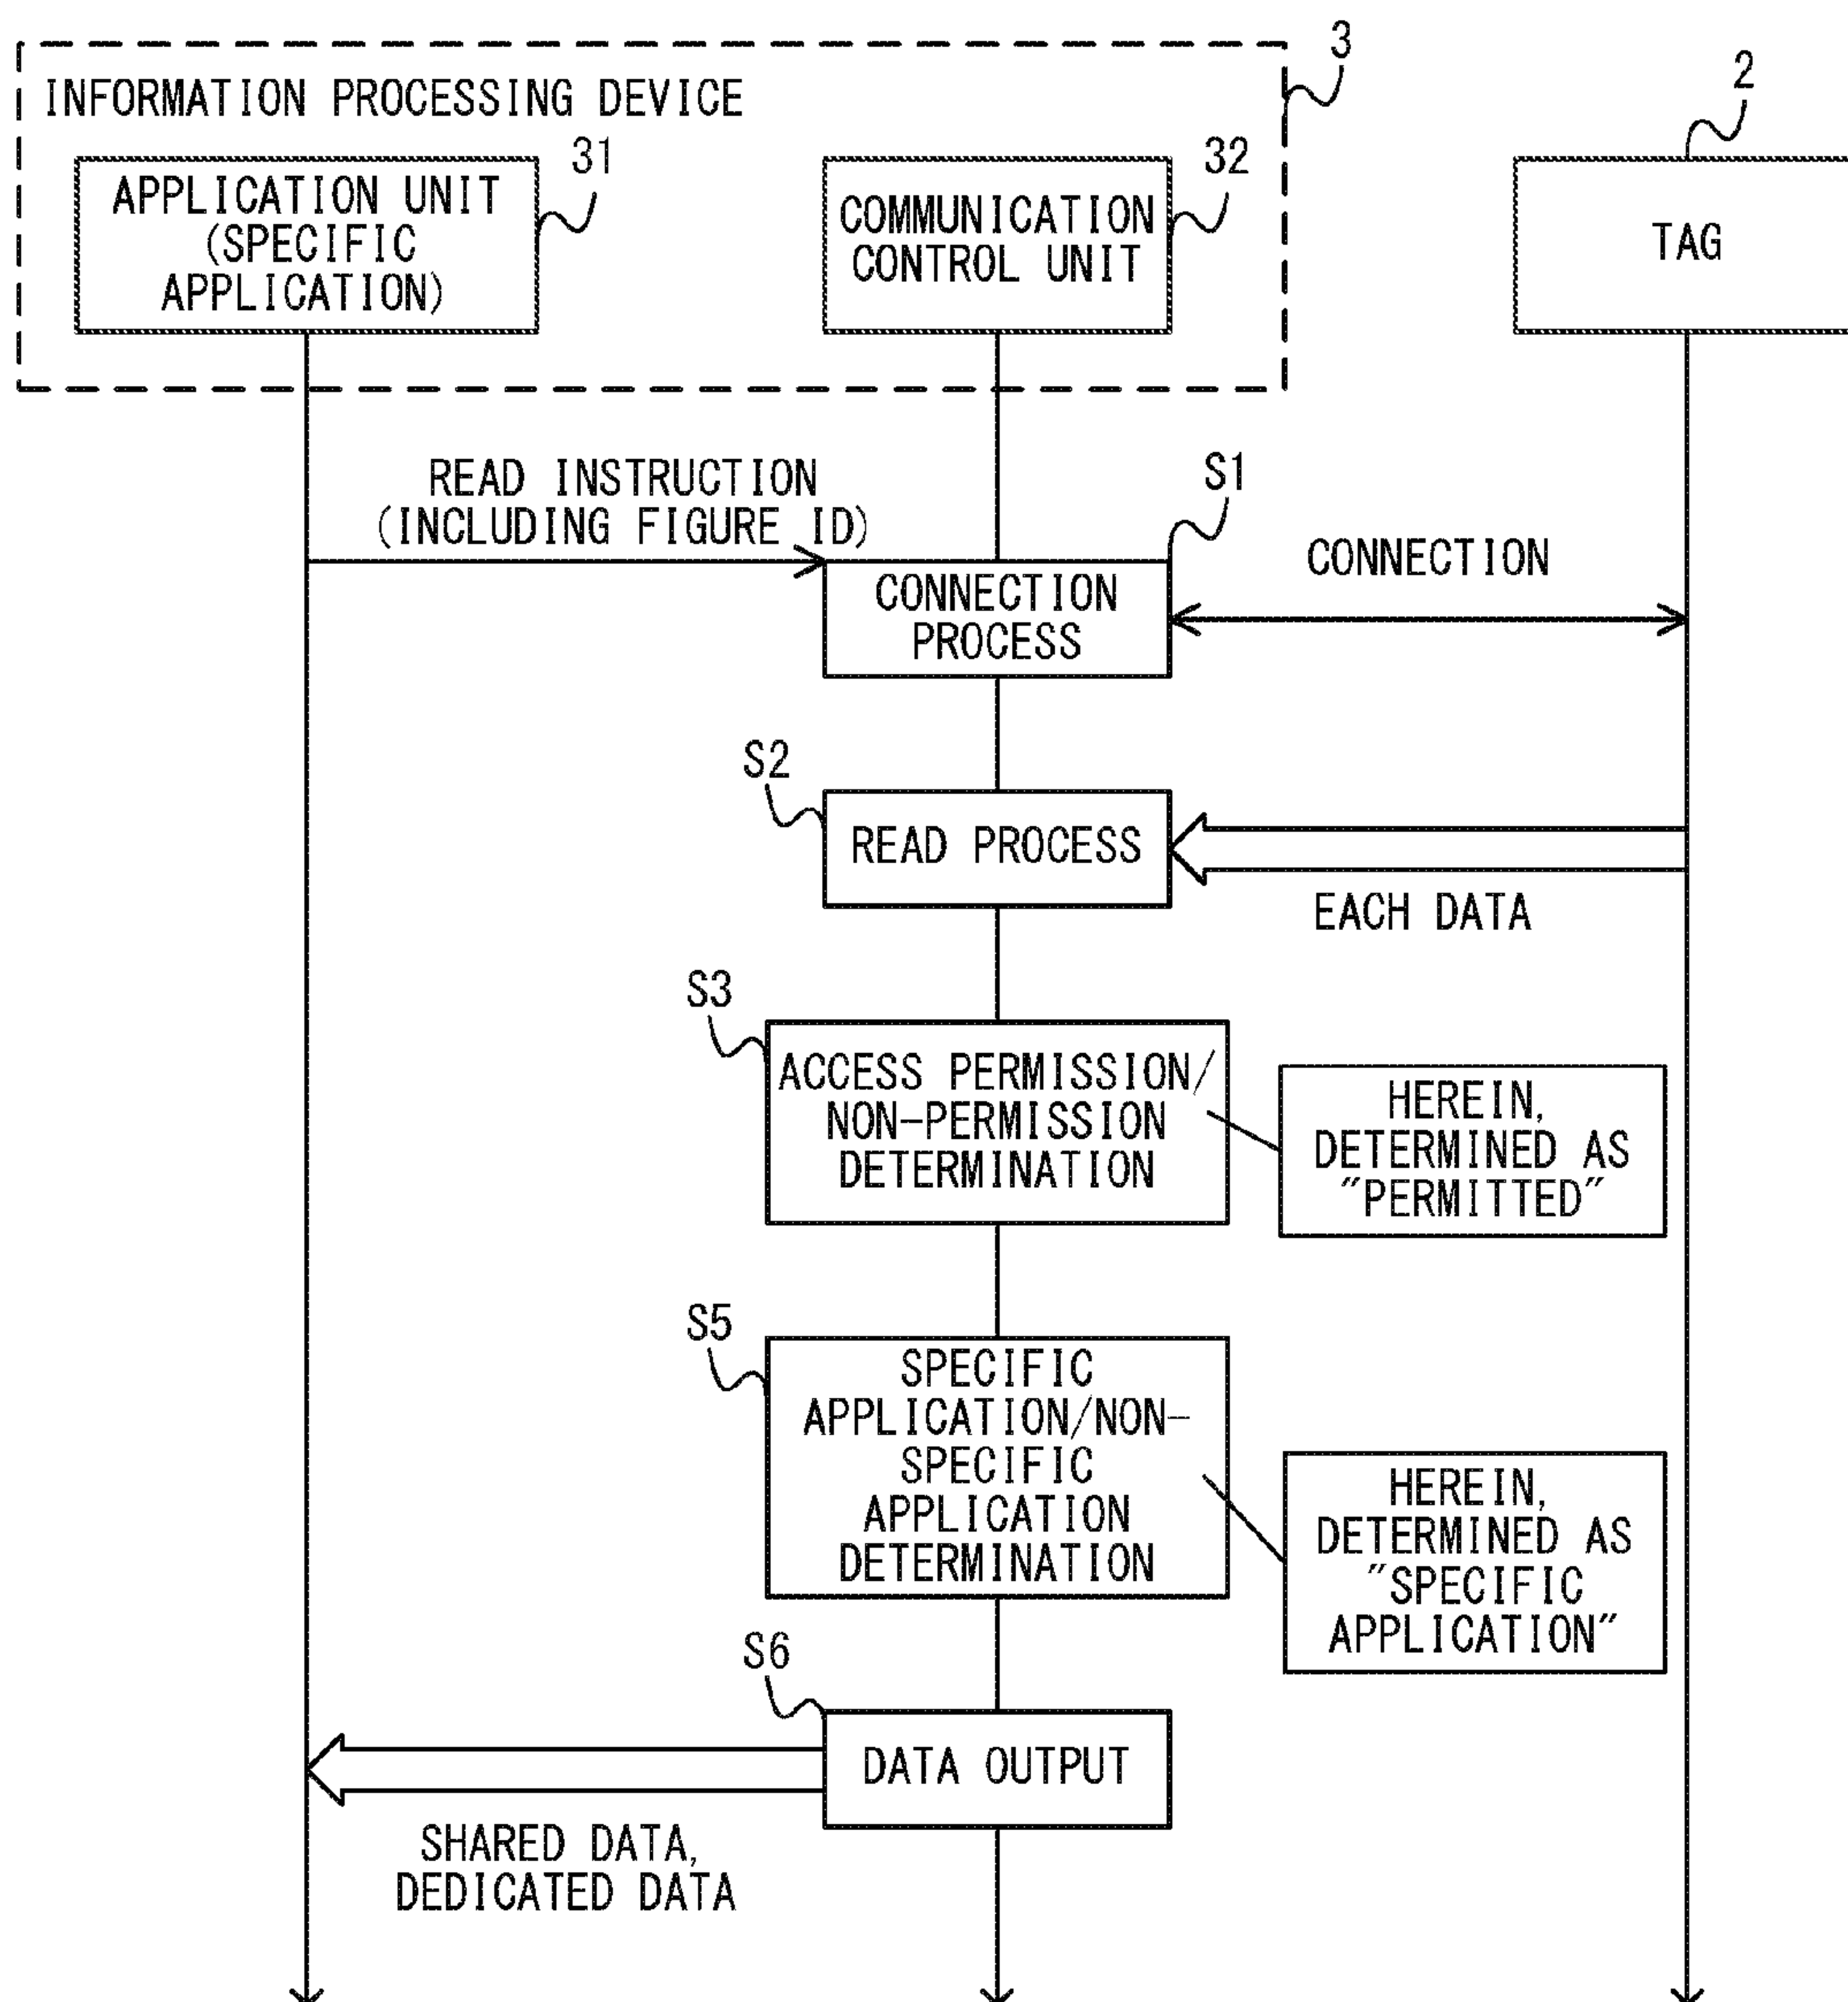 3
INFORMATION PROCESSING DEVICE
2
31
32
APPLICATION UNIT
(SPECIFIC
APPLICATION)
COMMUNICATION
CONTROL UNIT
TAG
READ INSTRUCTION
(INCLUDING FIGURE ID)
S1
CONNECTION
CONNECTION
PROCESS
S2
READ PROCESS
EACH DATA
S3
ACCESS PERMISSION/
NON-PERMISSION
DETERMINATION
HEREIN,
DETERMINED AS
"PERMITTED"
S5
SPECIFIC
APPLICATION/NON-
SPECIFIC
APPLICATION
DETERMINATION
HEREIN,
DETERMINED AS
"SPECIFIC
APPLICATION"
S6
DATA OUTPUT
SHARED DATA,
DEDICATED DATA